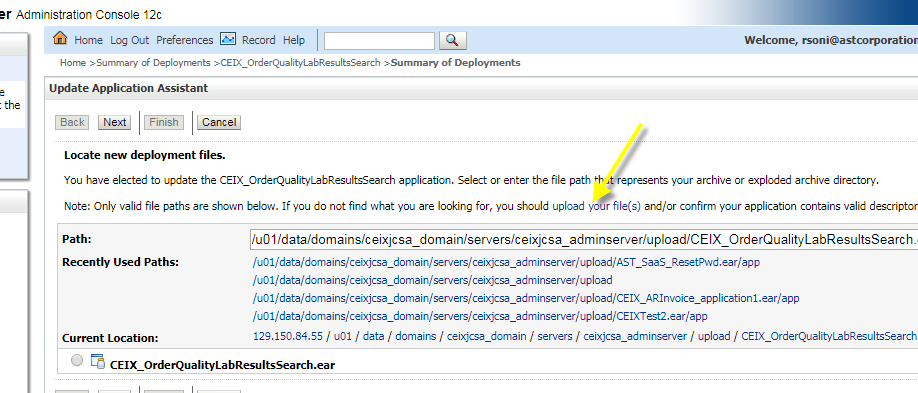 er Administration Console 12c
Home Log Out Preferences Record Help
Welcome, rsoni@astcorporation
Home >Summary of Deployments >CEIX_OrderQualityLabResultsSearch >Summary of Deployments
e
t the
Update Application Assistant
Back Next Finish Cancel
Locate new deployment files.
You have elected to update the CEIX_OrderQualityLabResultsSearch application. Select or enter the file path that represents your archive or exploded archive directory.
Note: Only valid file paths are shown below. If you do not find what you are looking for, you should upload your file(s) and/or confirm your application contains valid descriptor
Path: /u01/data/domains/ceixjcsa_domain/servers/ceixjcsa_adminserver/upload/CEIX_OrderQualityLabResultsSearch.e
Recently Used Paths: /u01/data/domains/ceixjcsa_domain/servers/ceixjcsa_adminserver/upload/AST_SaaS_ResetPwd.ear/app
/u01/data/domains/ceixjcsa_domain/servers/ceixjcsa_adminserver/upload
/u01/data/domains/ceixjcsa_domain/servers/ceixjcsa_adminserver/upload/CEIX_ARInvoice_application1.ear/app
/u01/data/domains/ceixjcsa_domain/servers/ceixjcsa_adminserver/upload/CEIXTest2.ear/app
Current Location: 129.150.84.55 / u01 / data / domains / ceixjcsa_domain / servers / ceixjcsa_adminserver / upload / CEIX_OrderQualityLabResultsSearch
CEIX_OrderQualityLabResultsSearch.ear